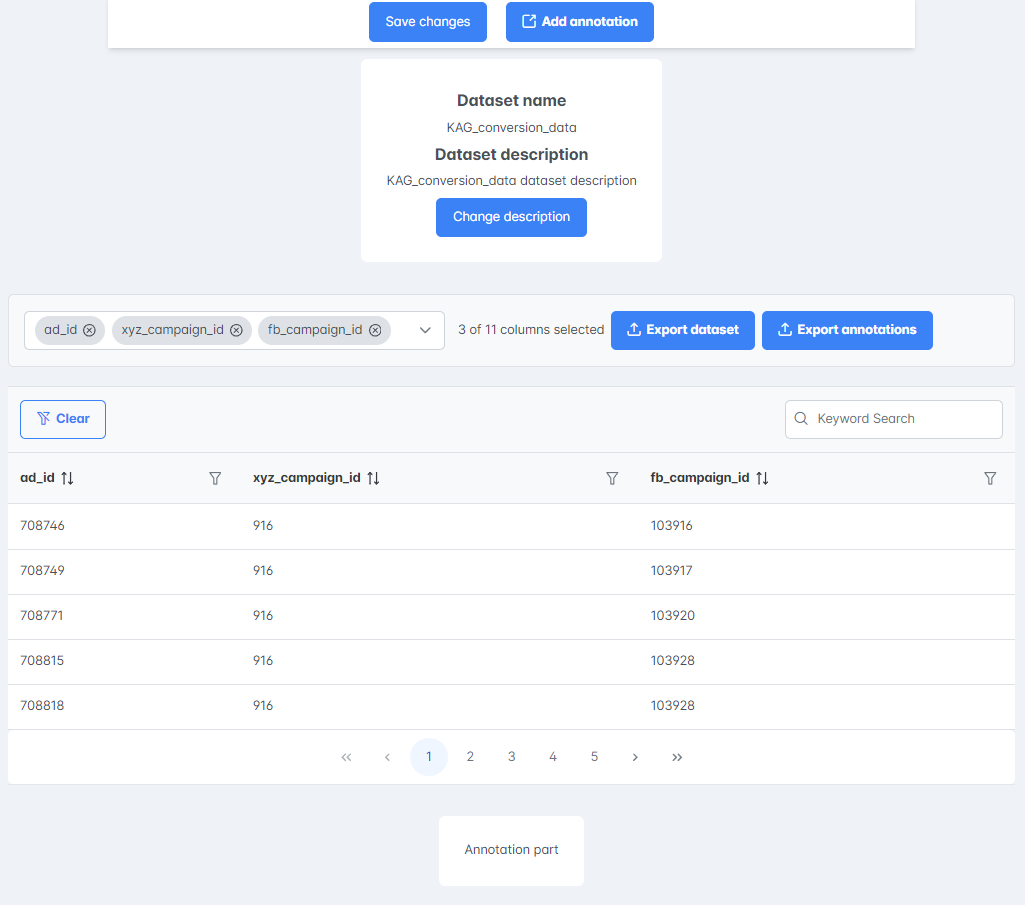 Save changes Add annotation
Dataset name
KAG_conversion_data
Dataset description
KAG_conversion_data dataset description
Change description
ad_id xyz_campaign_id fb_campaign_id 3 of 11 columns selected Export dataset Export annotations
Clear Keyword Search
ad_id xyz_campaign_id fb_campaign_id
708746 916 103916
708749 916 103917
708771 916 103920
708815 916 103928
708818 916 103928
« ‹ 1 2 3 4 5 › »
Annotation part